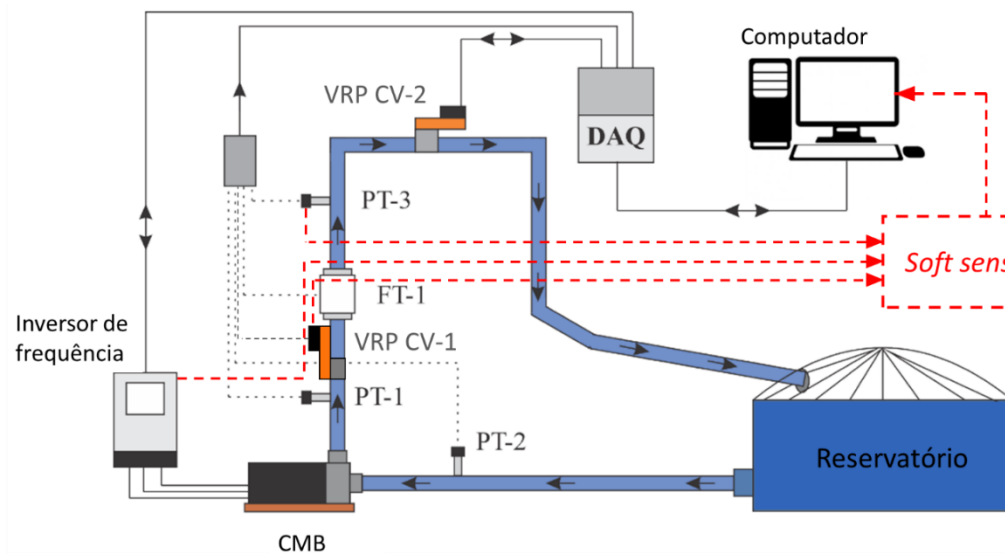 Computador
VRP CV-2
DAQ
PT-3
Soft sens
FT-1
Inversor de
frequência
VRP CV-1
PT-1
PT-2
Reservatório
CMB